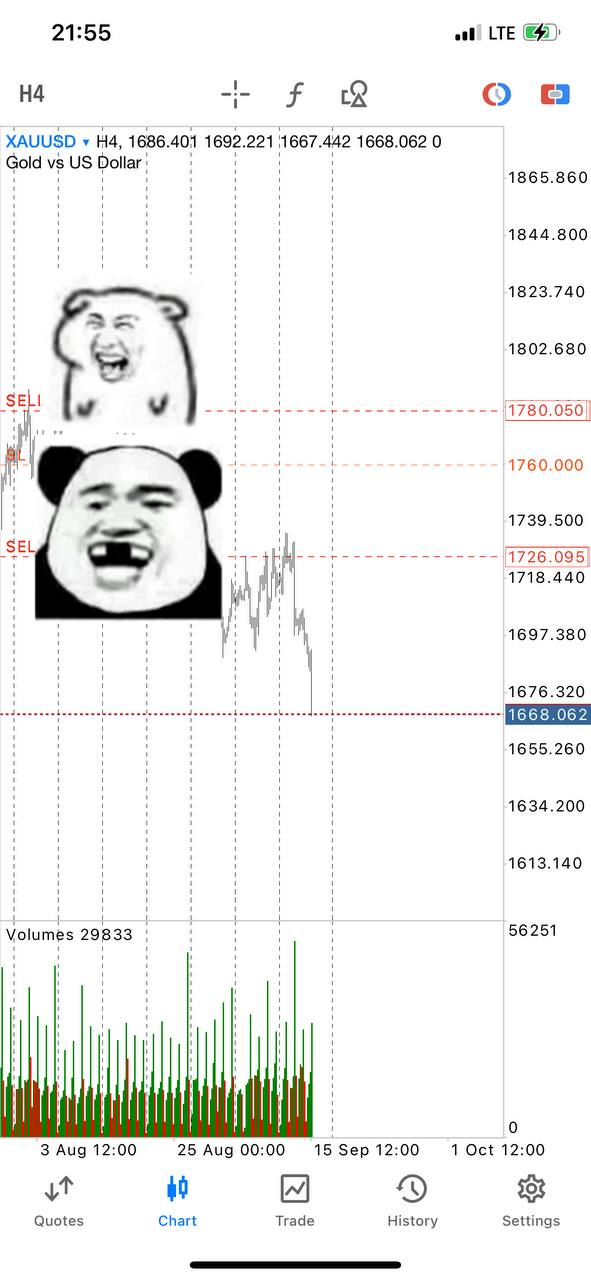 21:55
LTE
H4
XAUUSD ▾ H4, 1686.401 1692.221 1667.442 1668.062 0
Gold vs US Dollar
1865.860
1844.800
1823.740
1802.680
SELL
1780.050
SL
1760.000
1739.500
SEL
1726.095
1718.440
1697.380
1676.320
1668.062
1655.260
1634.200
1613.140
Volumes 29833
56251
0
3 Aug 12:00
25 Aug 00:00
15 Sep 12:00
1 Oct 12:00
Quotes
Chart
Trade
History
Settings